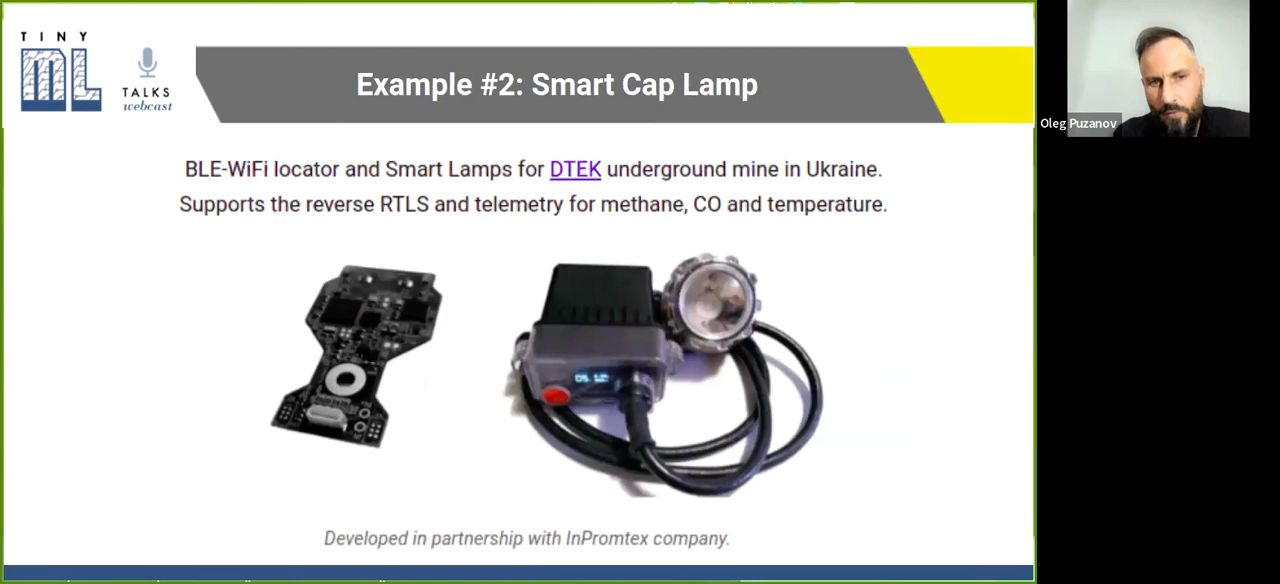 TINY
ML
TALKS
webcast
Example #2: Smart Cap Lamp
Oleg Puzanov
BLE-WiFi locator and Smart Lamps for DTEK underground mine in Ukraine.
Supports the reverse RTLS and telemetry for methane, CO and temperature.
Developed in partnership with InPromtex company.